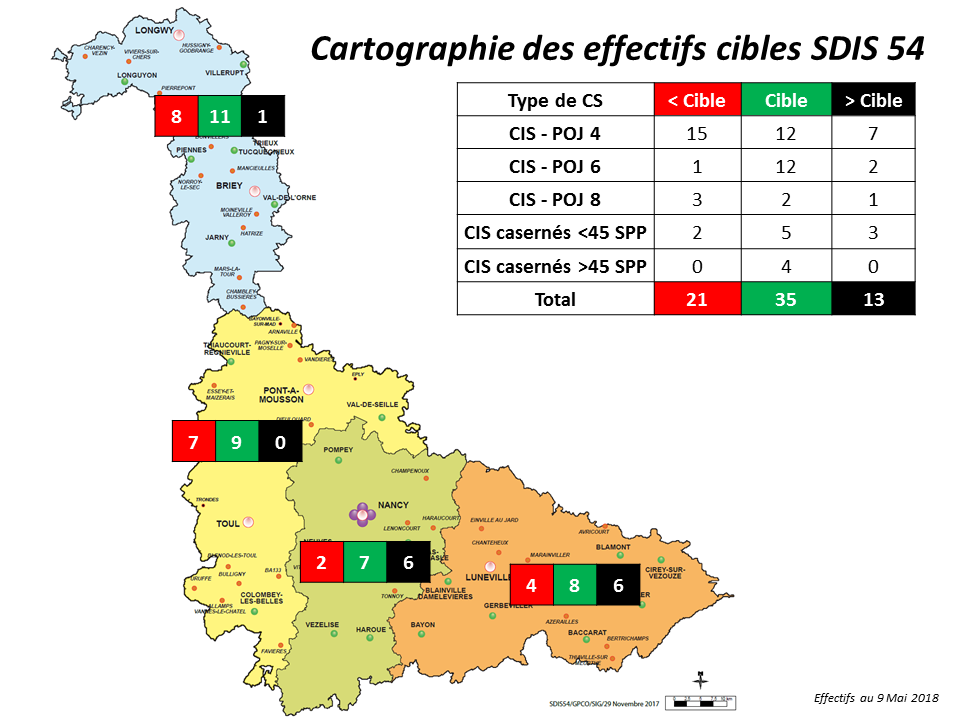 Cartographie des effectifs cibles SDIS 54
Type de CS < Cible Cible > Cible
CIS - POJ 4 15 12 7
CIS - POJ 6 1 12 2
CIS - POJ 8 3 2 1
CIS casernés <45 SPP 2 5 3
CIS casernés >45 SPP 0 4 0
Total 21 35 13
LONGWY
CHARENCY-
VEZIN
VIVIERS-SUR-
CHERS
HUSSIGNY-
GODBRANGE
LONGUYON
VILLERUPT
PIERREPONT
8 11 1
TRIEUX
TUCQUEGNIEUX
PIENNES
MANCIEULLES
NORROY-
LE-SEC
BRIEY
VAL-DE-L'ORNE
MOINEVILLE
VALLEROY
HATRIZE
JARNY
MARS-LA-
TOUR
CHAMBLEY-
BUSSIERES
BAYONVILLE-
SUR-MAD
ARNAVILLE
THIAUCOURT-
REGNIEVILLE
PAGNY-SUR-
MOSELLE
VANDIERES
EPLY
ESSEY-ET-
MAIZERAIS
PONT-A-
MOUSSON
VAL-DE-SEILLE
DIEULOUARD
7 9 0
POMPEY
CHAMPENOUX
TRONDES
TOUL
NANCY
HARAUCOURT
LENONCOURT
EINVILLE AU JARD
AVRICOURT
CHANTEHEUX
BLAMONT
MARAINVILLER
CIREY-SUR-
VEZOUZE
2 7 6
BLENOD-LES-TOUL
BULLIGNY
BA133
LUNEVILLE
4 8 6
BLAINVILLE
DAMELEVIERES
COLOMBEY-
LES-BELLES
ALLAMPS
VANNES-LE-CHATEL
TONNOY
AZERAILLES
VEZELISE
HAROUE
BAYON
BACCARAT
BERTRICHAMPS
FAVIERES
SDIS54/GPCO/SIG/29 Novembre 2017
Effectifs au 9 Mai 2018